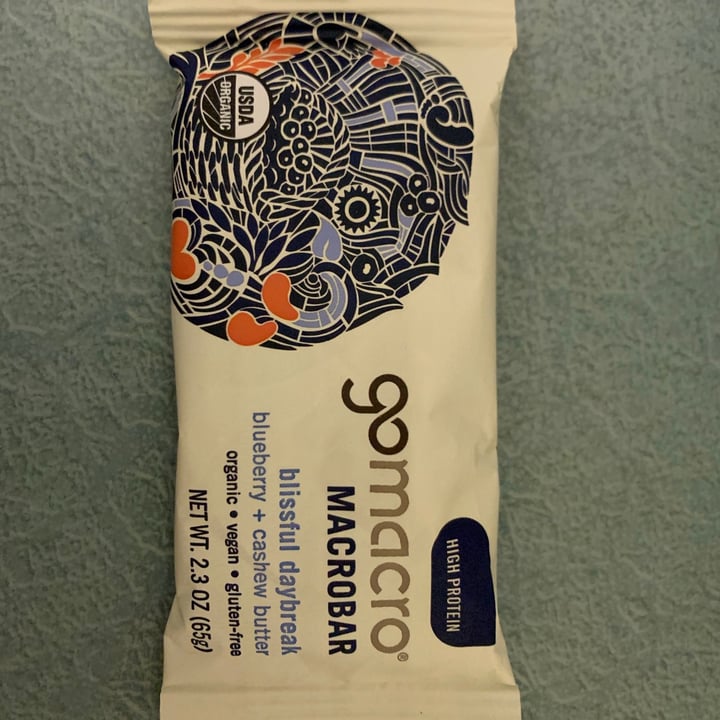 USDA
ORGANIC
HIGH PROTEIN
gomacro®
MACROBAR
blissful daybreak
blueberry + cashew butter
organic • vegan • gluten-free
NET WT. 2.3 OZ (65g)